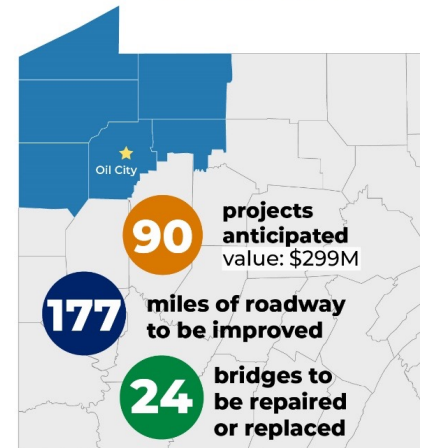 Oil City
90
projects
anticipated
value: $299M
177
miles of roadway
to be improved
24
bridges to
be repaired
or replaced